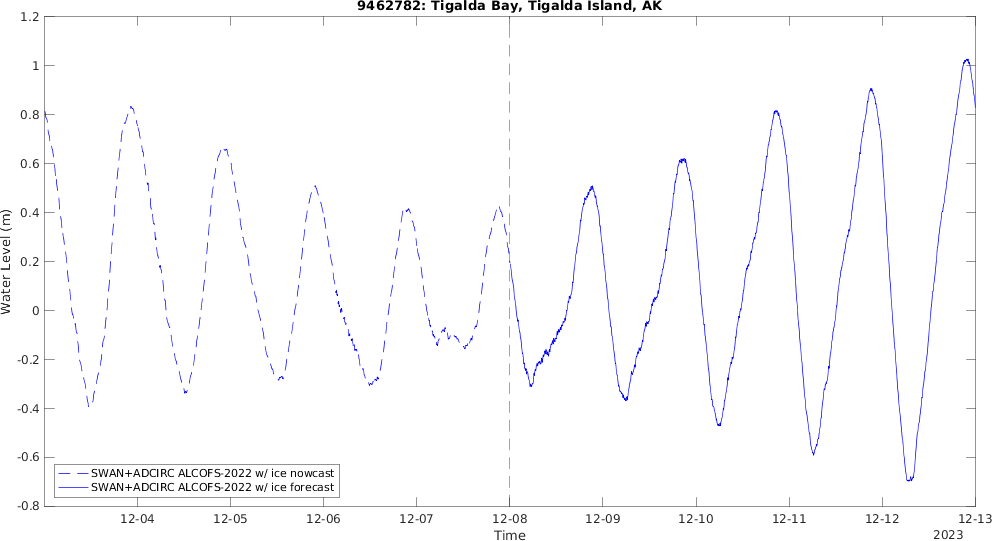 9462782: Tigalda Bay, Tigalda Island, AK
1.2
1
0.8
0.6
0.4
0.2
0
-0.2
-0.4
-0.6
-0.8
Water Level (m)
SWAN+ADCIRC ALCOFS-2022 w/ ice nowcast
SWAN+ADCIRC ALCOFS-2022 w/ ice forecast
12-04 12-05 12-06 12-07 12-08 12-09 12-10 12-11 12-12 12-13
Time
2023